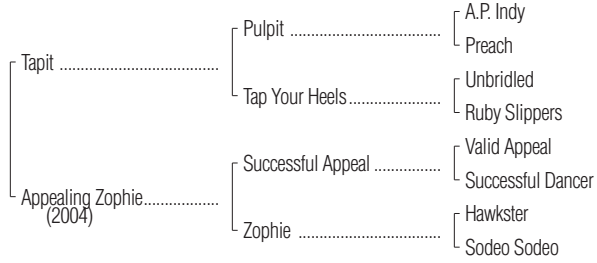 A.P. Indy
Pulpit ........................................
Preach
Tapit ..........................................
Unbridled
Tap Your Heels.........................
Ruby Slippers
Valid Appeal
Successful Appeal ..................
Successful Dancer
Appealing Zophie....................
(2004)
Hawkster
Zophie ......................................
Sodeo Sodeo